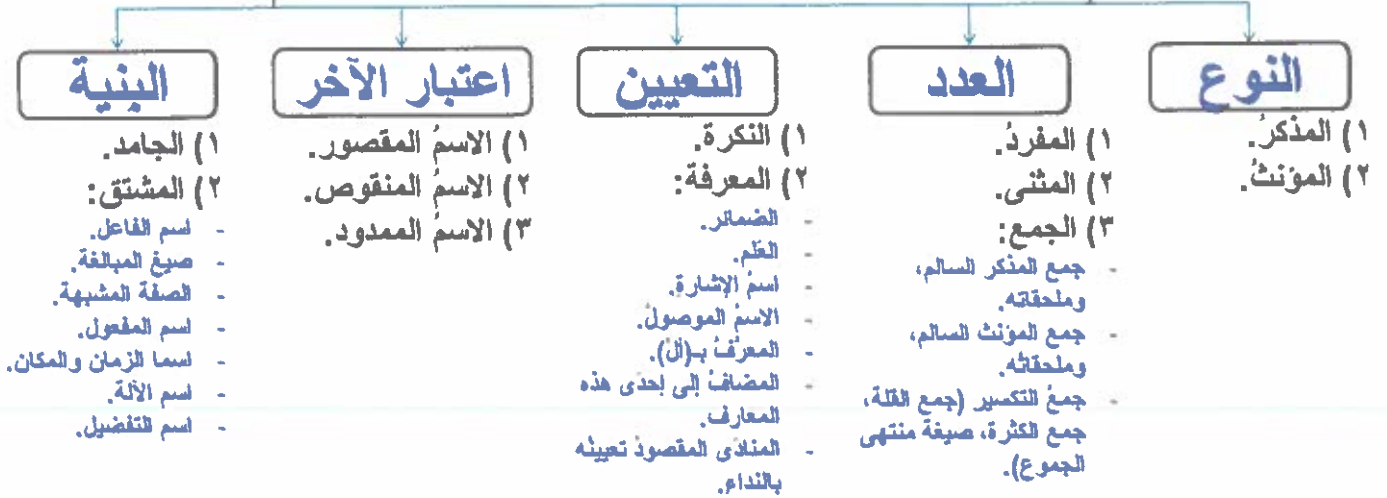 النوع
١) المذكرُ.
٢) المؤنثُ.
العدد
١) المفردُ.
٢) المثنى.
٣) الجمع:
- جمع المذكر السالم،
وملحقاته.
- جمع المؤنث السالم،
وملحقاتُه.
- جمعُ التكسير (جمع القلة،
جمع الكثرة، صيغة منتهى
الجموع).
التعيين
١) النكرة.
٢) المعرفة:
- الضمائر.
- العَلم.
- اسمُ الإشارةِ.
- الاسمُ الموصولُ.
- المعرَّفُ بـ(ألْ).
- المضافُ إلى إحدى هذه
المعارف.
- المنادَى المقصودُ تعيينُه
بالنداءِ.
اعتبار الآخر
١) الاسمُ المقصور.
٢) الاسمُ المنقوص.
٣) الاسمُ الممدود.
البنية
١) الجامد.
٢) المشتق:
- اسم الفاعل.
- صيغ المبالغة.
- الصفة المشبهة.
- اسم المفعول.
- اسما الزمان والمكان.
- اسم الآلة.
- اسم التفضيل.